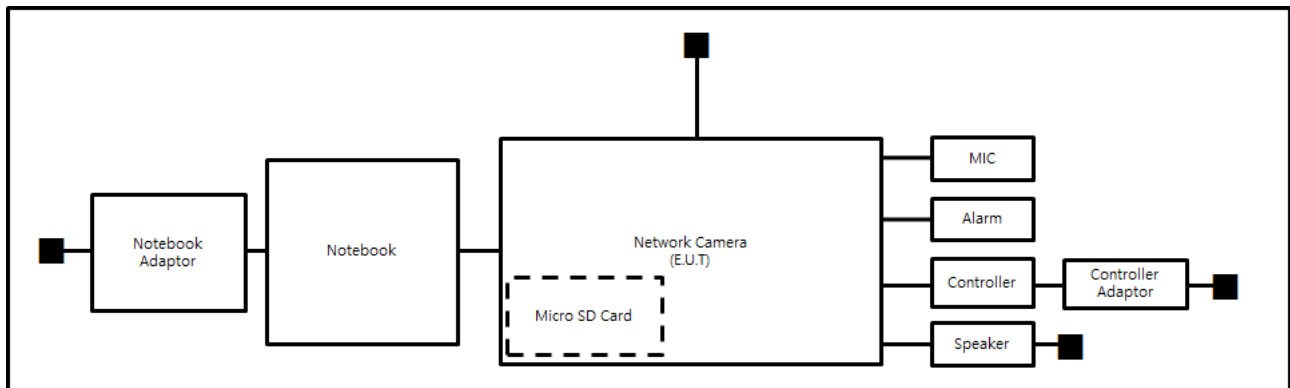 MIC
Alarm
Notebook
Adaptor
Notebook
Network Camera
(E.U.T)
Controller
Controller
Adaptor
Micro SD Card
Speaker